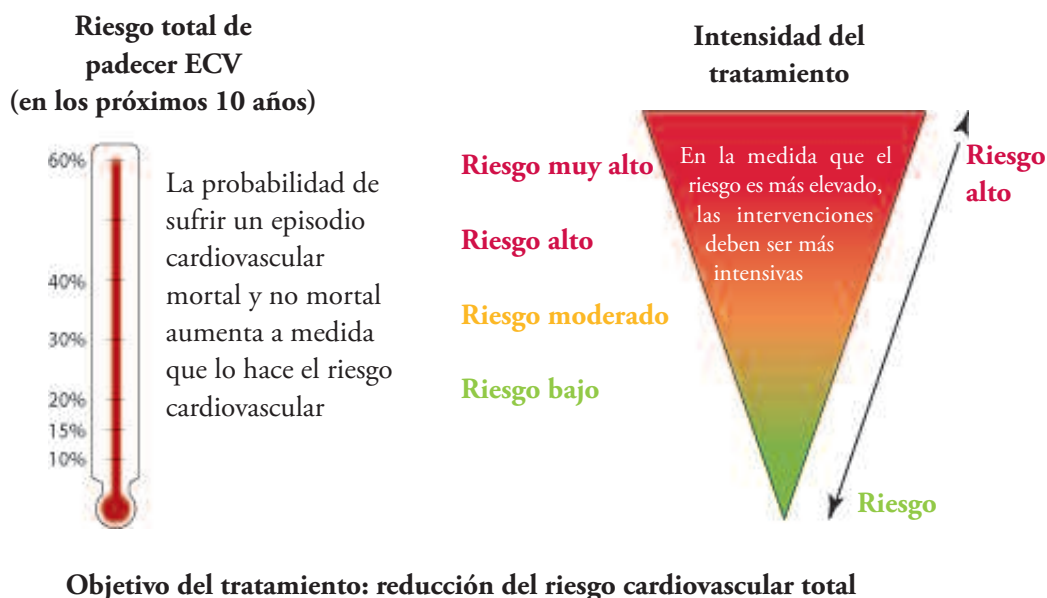 Riesgo total de
padecer ECV
(en los próximos 10 años)
60%
40%
30%
20%
15%
10%
La probabilidad de
sufrir un episodio
cardiovascular
mortal y no mortal
aumenta a medida
que lo hace el riesgo
cardiovascular
Intensidad del
tratamiento
Riesgo muy alto
Riesgo alto
Riesgo moderado
Riesgo bajo
En la medida que el
riesgo es más elevado,
las intervenciones
deben ser más
intensivas
Riesgo
alto
Riesgo
Objetivo del tratamiento: reducción del riesgo cardiovascular total